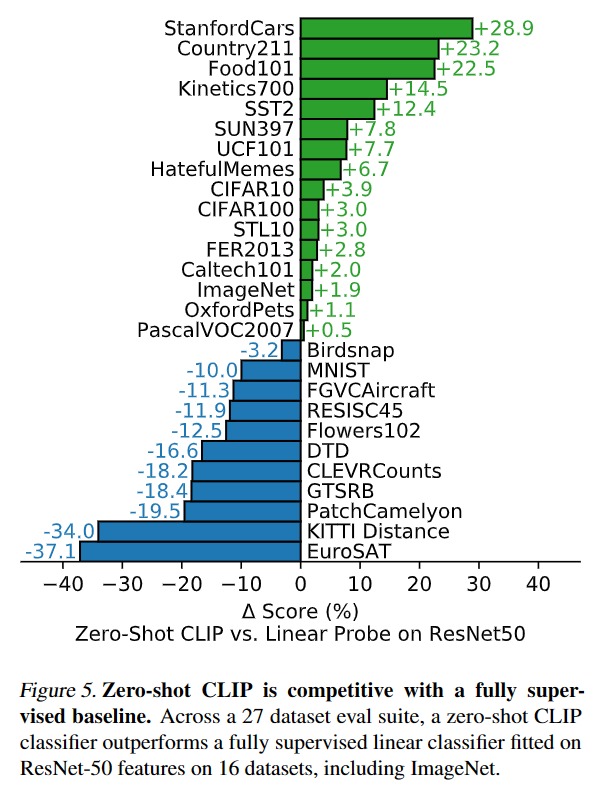 StanfordCars +28.9
Country211 +23.2
Food101 +22.5
Kinetics700 +14.5
SST2 +12.4
SUN397 +7.8
UCF101 +7.7
HatefulMemes +6.7
CIFAR10 +3.9
CIFAR100 +3.0
STL10 +3.0
FER2013 +2.8
Caltech101 +2.0
ImageNet +1.9
OxfordPets +1.1
PascalVOC2007 +0.5
-3.2 Birdsnap
-10.0 MNIST
-11.3 FGVCAircraft
-11.9 RESISC45
-12.5 Flowers102
-16.6 DTD
-18.2 CLEVRCounts
-18.4 GTSRB
-19.5 PatchCamelyon
-34.0 KITTI Distance
-37.1 EuroSAT
−40 −30 −20 −10 0 10 20 30 40
Δ Score (%)
Zero-Shot CLIP vs. Linear Probe on ResNet50
Figure 5. Zero-shot CLIP is competitive with a fully super-
vised baseline. Across a 27 dataset eval suite, a zero-shot CLIP
classifier outperforms a fully supervised linear classifier fitted on
ResNet-50 features on 16 datasets, including ImageNet.